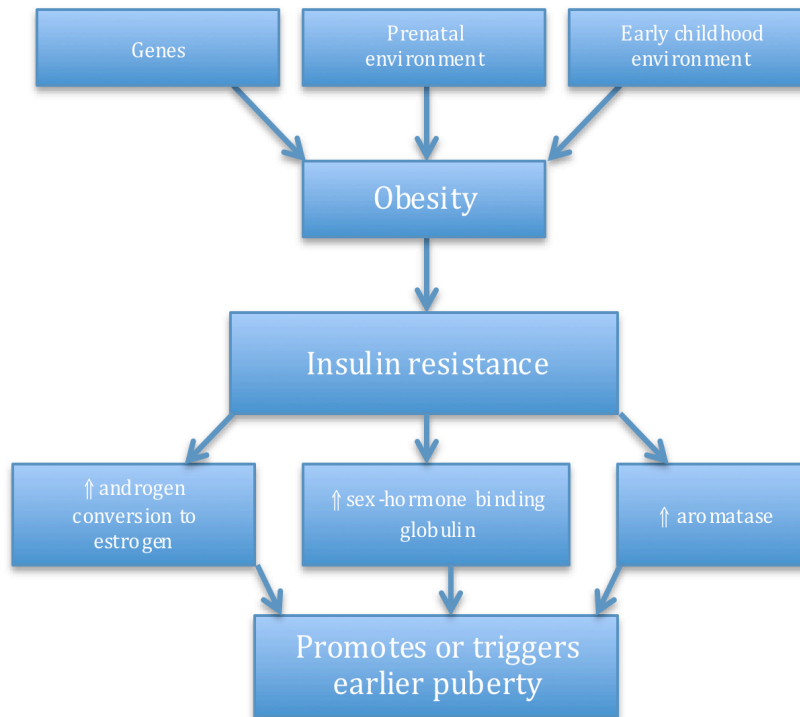 Genes
Prenatal
environment
Early childhood
environment
Obesity
Insulin resistance
⇑ androgen
conversion to
estrogen
⇑ sex-hormone binding
globulin
⇑ aromatase
Promotes or triggers
earlier puberty